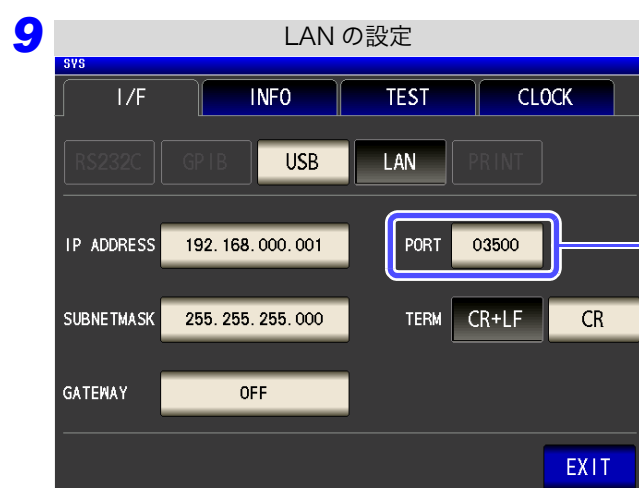 9 LAN の設定
SYS
I/F INFO TEST CLOCK
RS232C GPIB USB LAN PRINT
IP ADDRESS 192.168.000.001 PORT 03500
SUBNETMASK 255.255.255.000 TERM CR+LF CR
GATEWAY OFF
EXIT